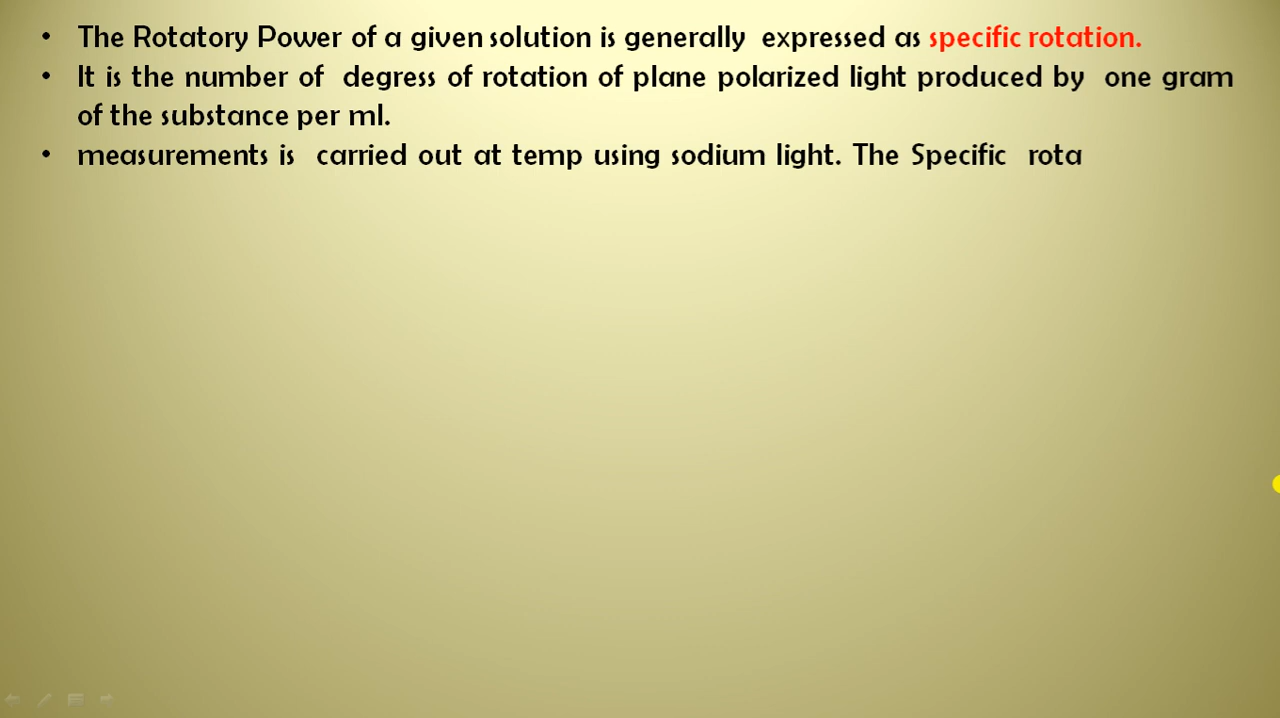 • The Rotatory Power of a given solution is generally expressed as specific rotation.
• It is the number of degress of rotation of plane polarized light produced by one gram
of the substance per ml.
• measurements is carried out at temp using sodium light. The Specific rota